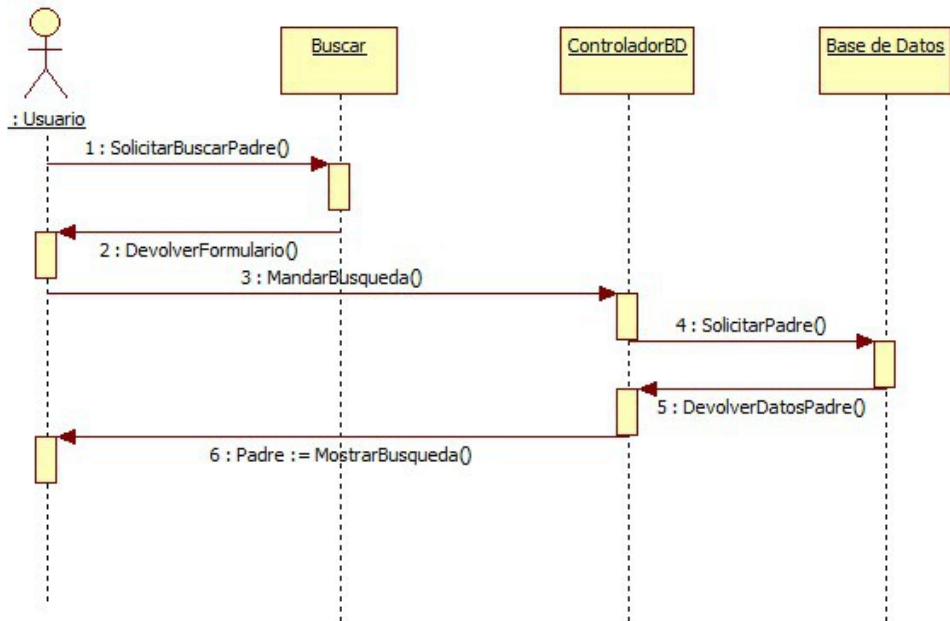 Buscar
ControladorBD
Base de Datos
: Usuario
1 : SolicitarBuscarPadre()
2 : DevolverFormulario()
3 : MandarBusqueda()
4 : SolicitarPadre()
5 : DevolverDatosPadre()
6 : Padre := MostrarBusqueda()